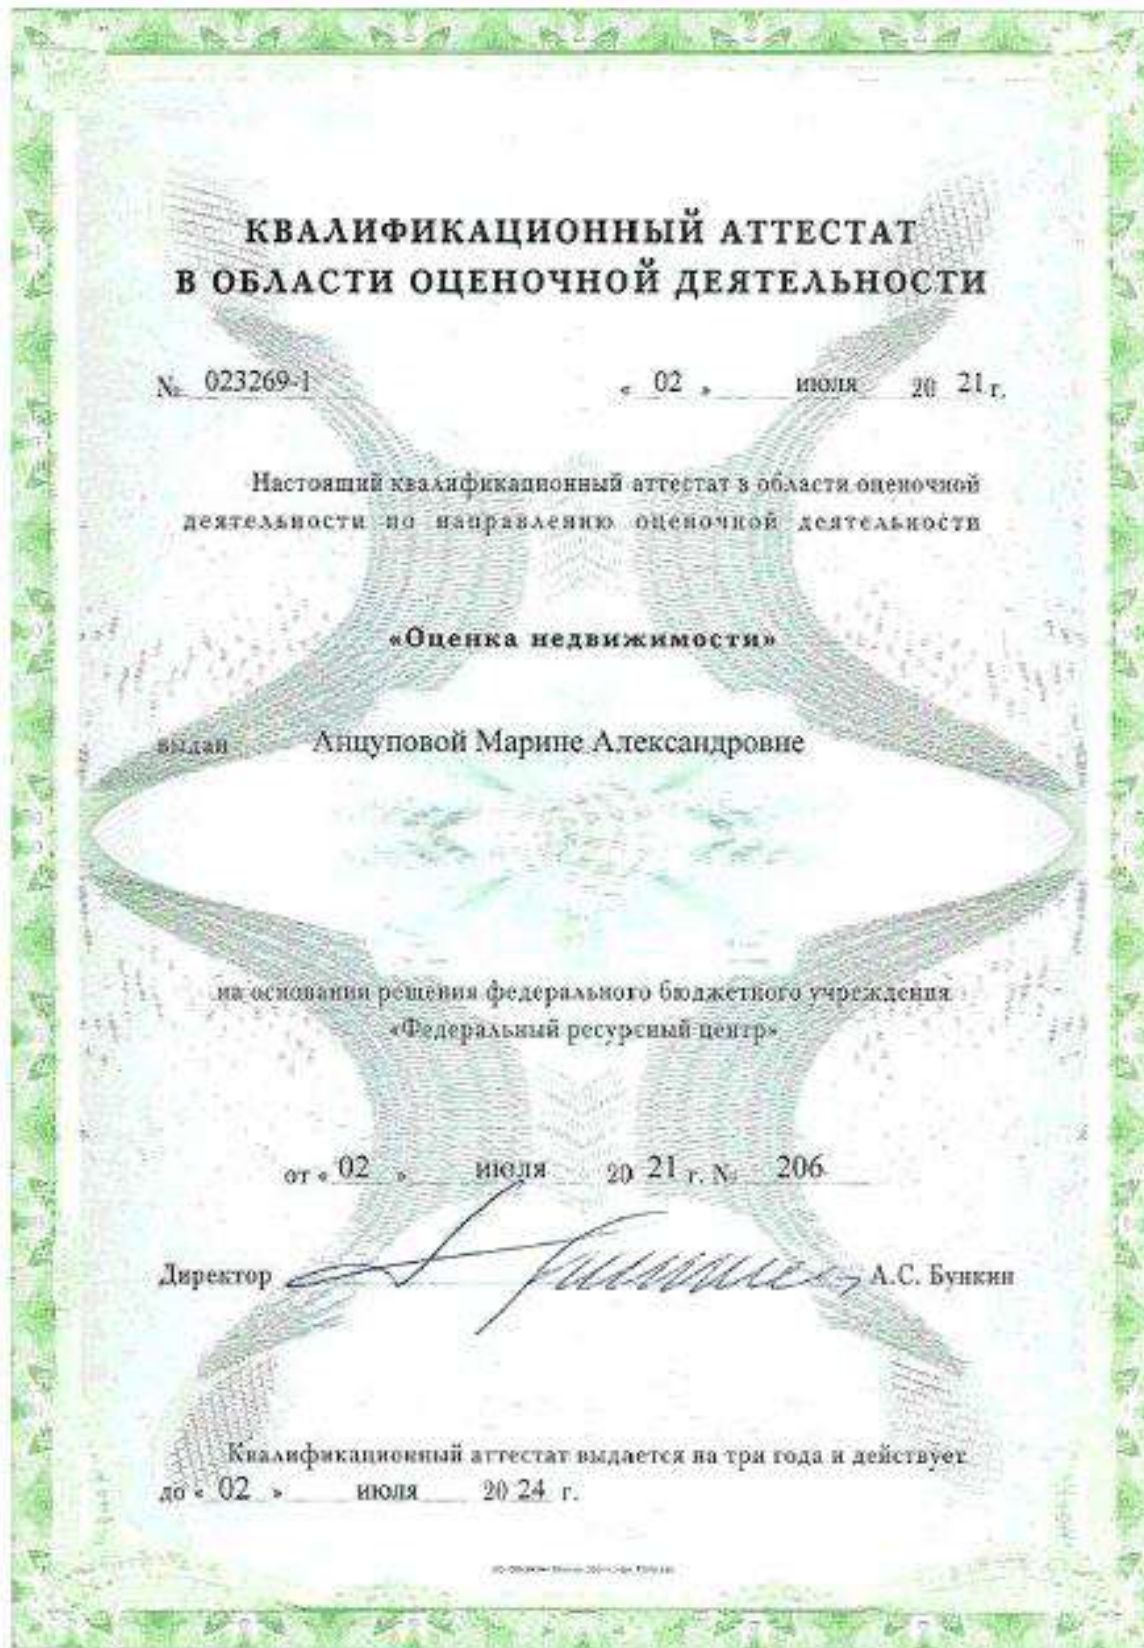 КВАЛИФИКАЦИОННЫЙ АТТЕСТАТ
В ОБЛАСТИ ОЦЕНОЧНОЙ ДЕЯТЕЛЬНОСТИ
№ 023269-1 « 02 » июля 20 21 г.
Настоящий квалификационный аттестат в области оценочной
деятельности по направлению оценочной деятельности
«Оценка недвижимости»
выдан Анцуповой Марине Александровне
на основании решения федерального бюджетного учреждения
«Федеральный ресурсный центр»
от « 02 » июля 20 21 г. № 206
Директор А.С. Бункин
Квалификационный аттестат выдается на три года и действует
до « 02 » июля 20 24 г.